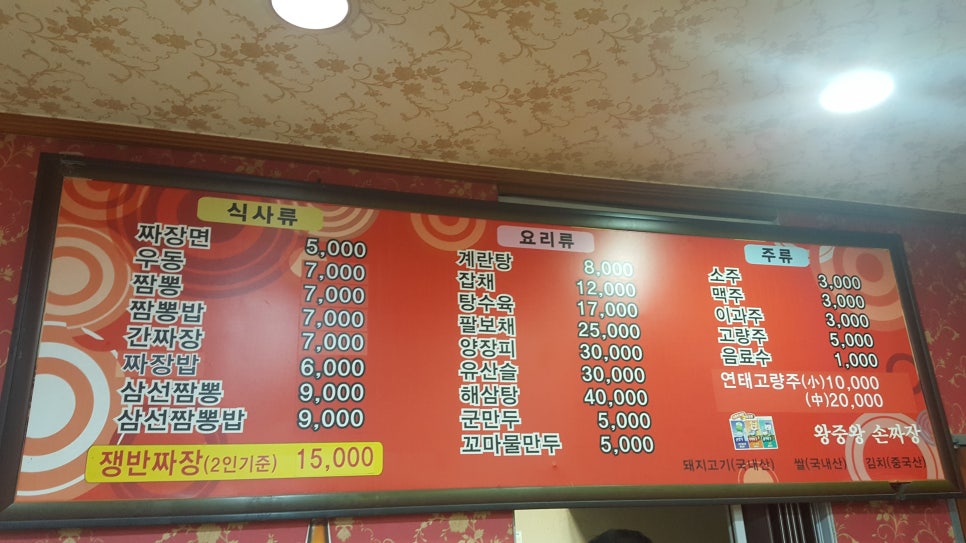 식사류
짜장면 5,000
우동 7,000
짬뽕 7,000
짬뽕밥 7,000
간짜장 7,000
짜장밥 6,000
삼선짬뽕 9,000
삼선짬뽕밥 9,000
쟁반짜장(2인기준) 15,000
요리류
계란탕 8,000
잡채 12,000
탕수육 17,000
팔보채 25,000
양장피 30,000
유산슬 30,000
해삼탕 40,000
군만두 5,000
꼬마물만두 5,000
주류
소주 3,000
맥주 3,000
이과주 3,000
고량주 5,000
음료수 1,000
연태고량주(小)10,000
(中)20,000
왕중왕 손짜장
돼지고기(국내산) 쌀(국내산) 김치(중국산)